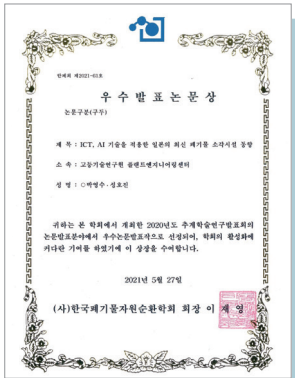 한폐회 제2021-63호
우수발표논문상
논문구분(구두)
제 목 : ICT, AI 기술을 적용한 일본의 최신 폐기물 소각시설 동향
소 속 : 고등기술연구원 플랜트엔지니어링센터
성 명 : ○박영수·정호진
귀하는 본 학회에서 개최한 2020년도 추계학술연구발표회의
논문발표분야에서 우수논문발표작으로 선정되어, 학회의 활성화에
커다란 기여를 하였기에 이 상장을 수여합니다.
2021년 5월 27일
(사)한국폐기물자원순환학회 회장 이 재 영